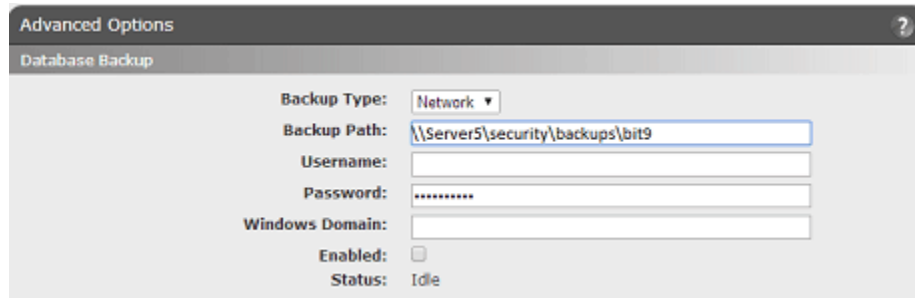 Advanced Options ?
Database Backup
Backup Type: Network ▼
Backup Path: \\Server5\security\backups\bit9
Username:
Password: ••••••••••
Windows Domain:
Enabled:
Status: Idle